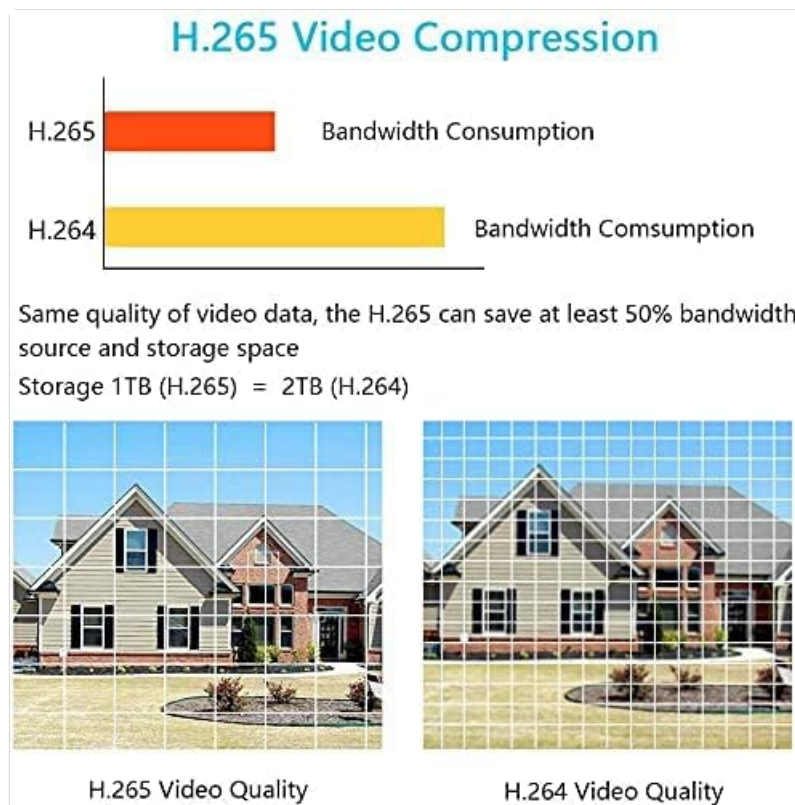 H.265 Video Compression
H.265 Bandwidth Consumption
H.264 Bandwidth Comsumption
Same quality of video data, the H.265 can save at least 50% bandwidth
source and storage space
Storage 1TB (H.265) = 2TB (H.264)
H.265 Video Quality
H.264 Video Quality